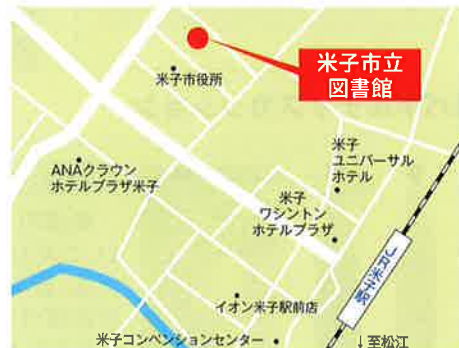 米子市立
図書館
米子市役所
ANAクラウン
ホテルプラザ米子
米子
ユニバーサル
ホテル
米子
ワシントン
ホテルプラザ
JR米子駅
イオン米子駅前店
米子コンベンションセンター
↓至松江